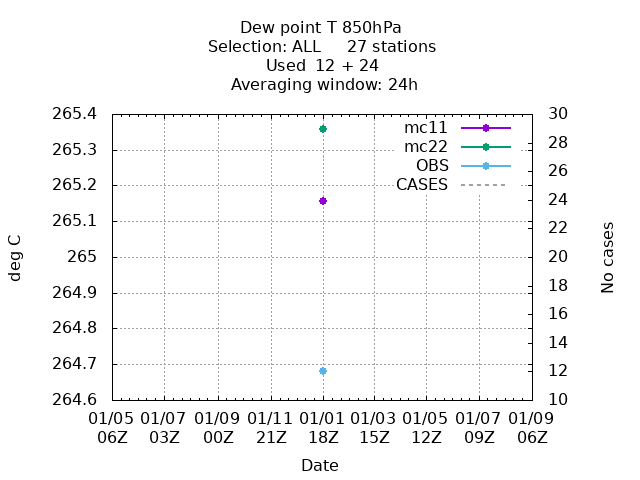 Dew point T 850hPa
Selection: ALL 27 stations
Used 12 + 24
Averaging window: 24h
265.4
265.3
265.2
265.1
265
264.9
264.8
264.7
264.6
deg C
30
28
26
24
22
20
18
16
14
12
10
No cases
mc11
mc22
OBS
CASES
01/05 01/07 01/09 01/11 01/01 01/03 01/05 01/07 01/09
06Z 03Z 00Z 21Z 18Z 15Z 12Z 09Z 06Z
Date